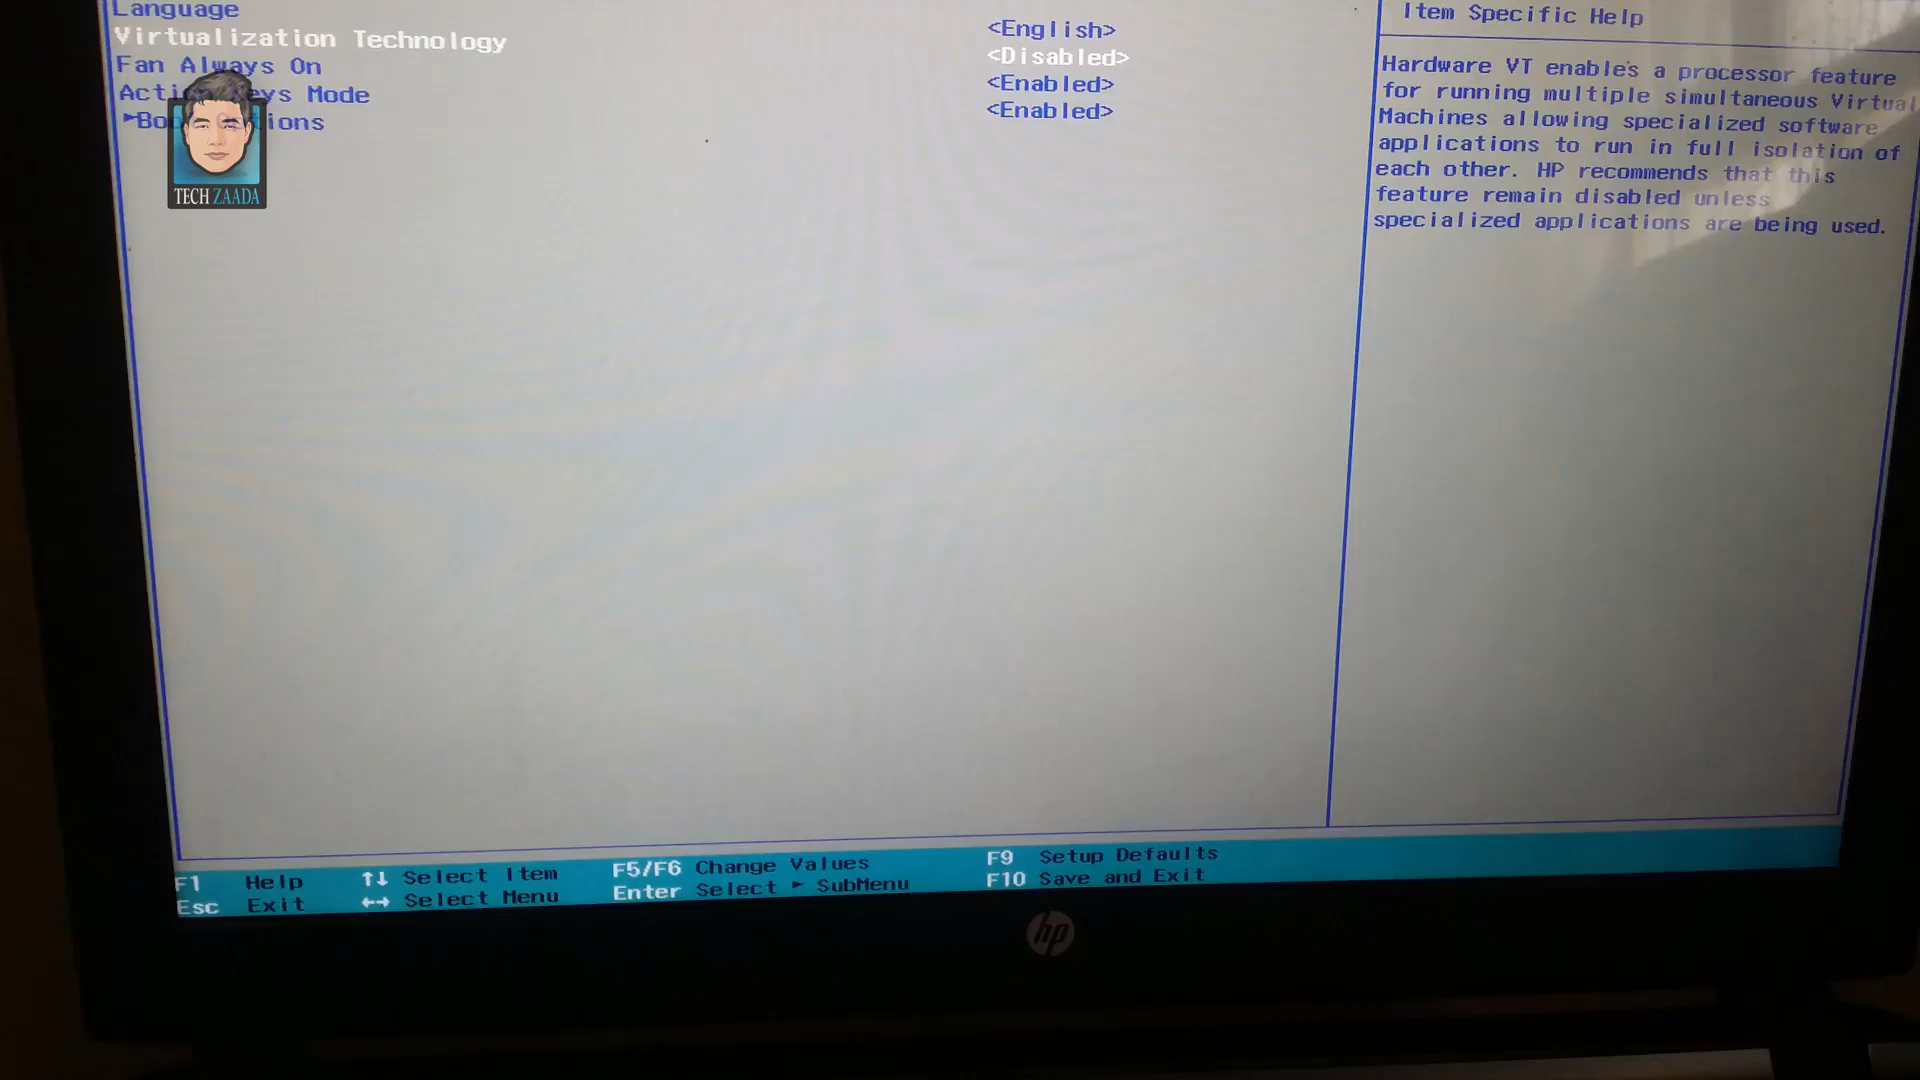 Language <English>
Virtualization Technology <Disabled>
Fan Always On <Enabled>
Keys Mode <Enabled>
TECH ZAADA
Item Specific Help
Hardware VT enables a processor feature
for running multiple simultaneous Virtual
Machines allowing specialized software
applications to run in full isolation of
each other. HP recommends that this
feature remain disabled unless
specialized applications are being used.
F1 Help ↑↓ Select Item F5/F6 Change Values F9 Setup Defaults
Esc Exit ←→ Select Menu Enter Select ► SubMenu F10 Save and Exit
hp